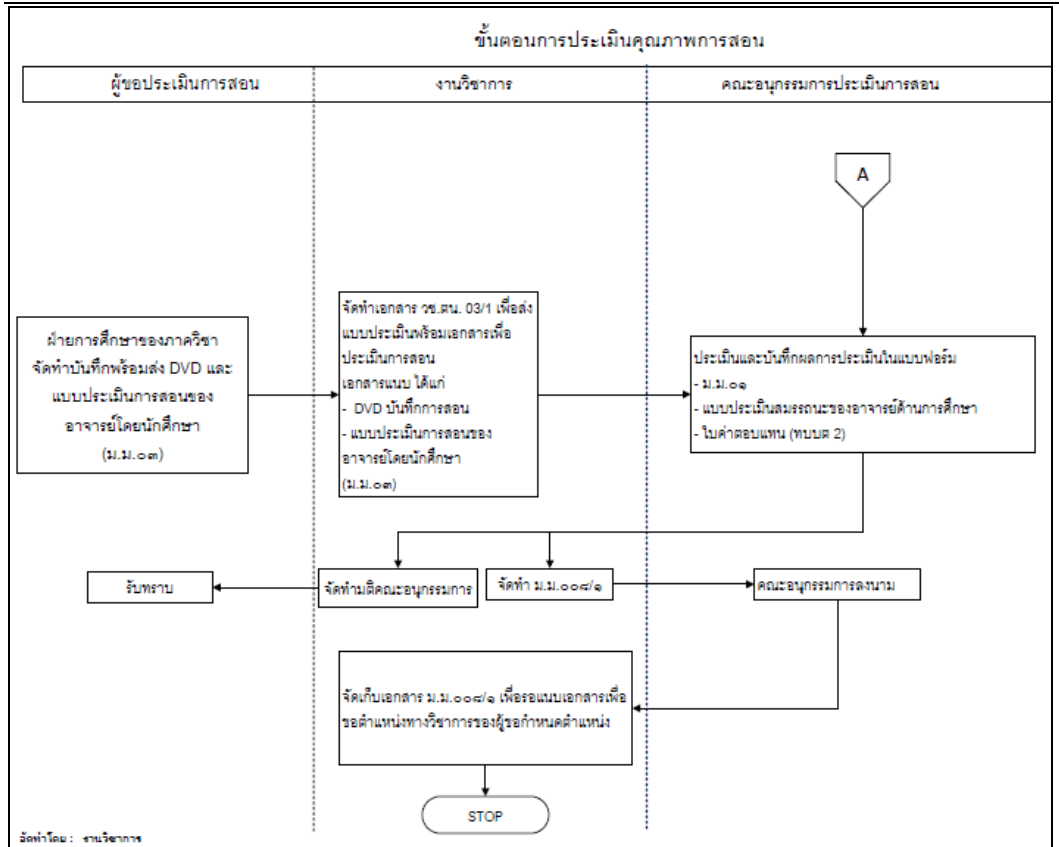 ขั้นตอนการประเมินคุณภาพการสอน
ผู้ขอประเมินการสอน
งานวิชาการ
คณะอนุกรรมการประเมินการสอน
A
ฝ่ายการศึกษาของภาควิชา
จัดทำบันทึกพร้อมส่ง DVD และ
แบบประเมินการสอนของ
อาจารย์โดยนักศึกษา
(ม.ม.๐๓)
จัดทำเอกสาร วช.ตน. 03/1 เพื่อส่ง
แบบประเมินพร้อมเอกสารเพื่อ
ประเมินการสอน
เอกสารแนบ ได้แก่
- DVD บันทึกการสอน
- แบบประเมินการสอนของ
อาจารย์โดยนักศึกษา
(ม.ม.๐๓)
ประเมินและบันทึกผลการประเมินในแบบฟอร์ม
- ม.ม.๐๑
- แบบประเมินสมรรถนะของอาจารย์ด้านการศึกษา
- ใบค่าตอบแทน (ทบบต 2)
รับทราบ
จัดทำมติคณะอนุกรรมการ
จัดทำ ม.ม.๐๐๘/๑
คณะอนุกรรมการลงนาม
จัดเก็บเอกสาร ม.ม.๐๐๘/๑ เพื่อรอแนบเอกสารเพื่อ
ขอตำแหน่งทางวิชาการของผู้ขอกำหนดตำแหน่ง
STOP
จัดทำโดย : งานวิชาการ